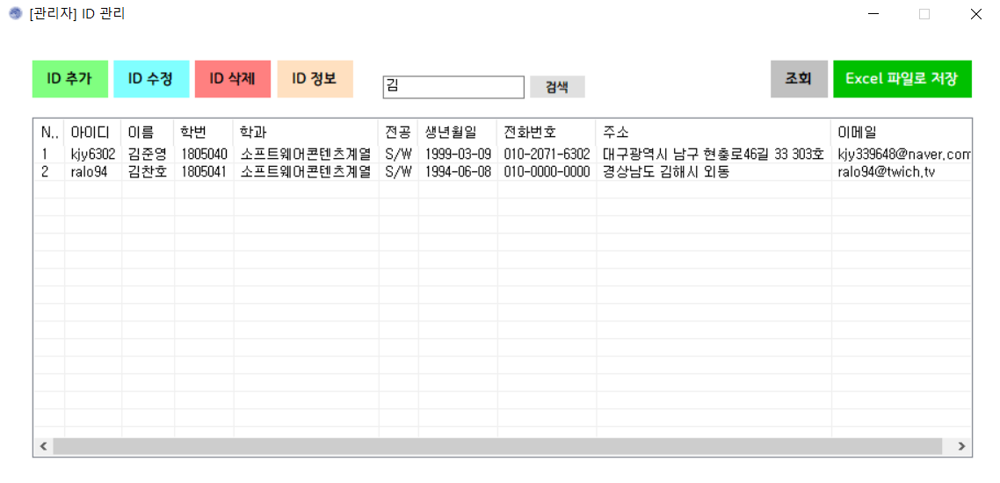 [관리자] ID 관리
ID 추가 ID 수정 ID 삭제 ID 정보 김 검색 조회 Excel 파일로 저장
N.. 아이디 이름 학번 학과 전공 생년월일 전화번호 주소 이메일
1 kjy6302 김준영 1805040 소프트웨어콘텐츠계열 S/W 1999-03-09 010-2071-6302 대구광역시 남구 현충로46길 33 303호 kjy339648@naver.com
2 ralo94 김찬호 1805041 소프트웨어콘텐츠계열 S/W 1994-06-08 010-0000-0000 경상남도 김해시 외동 ralo94@twich.tv